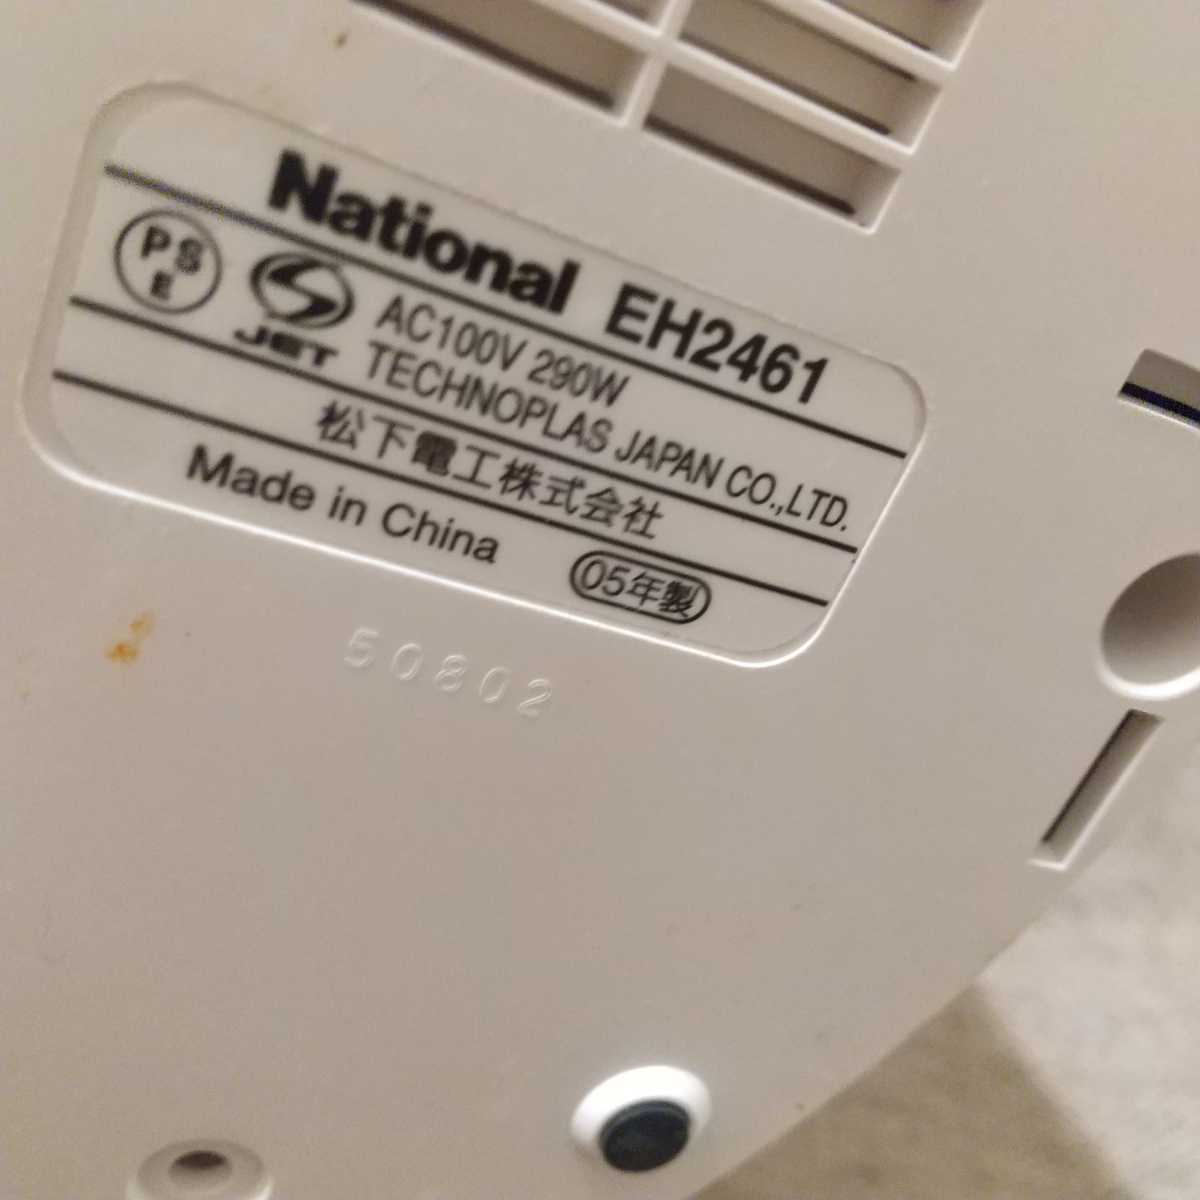 National EH2461
PSE JET AC100V 290W
TECHNOPLAS JAPAN CO.,LTD.
松下電工株式会社
Made in China 05年製
50802